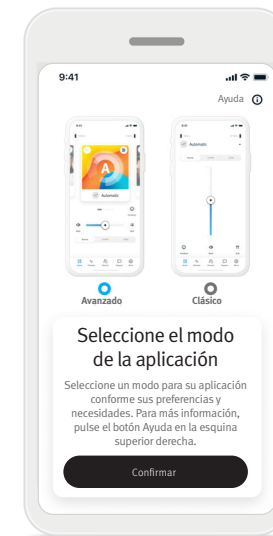 9:41
Ayuda
A
Automatic
Automatic
Avanzado
Clásico
Seleccione el modo
de la aplicación
Seleccione un modo para su aplicación
conforme sus preferencias y
necesidades. Para más información,
pulse el botón Ayuda en la esquina
superior derecha.
Confirmar